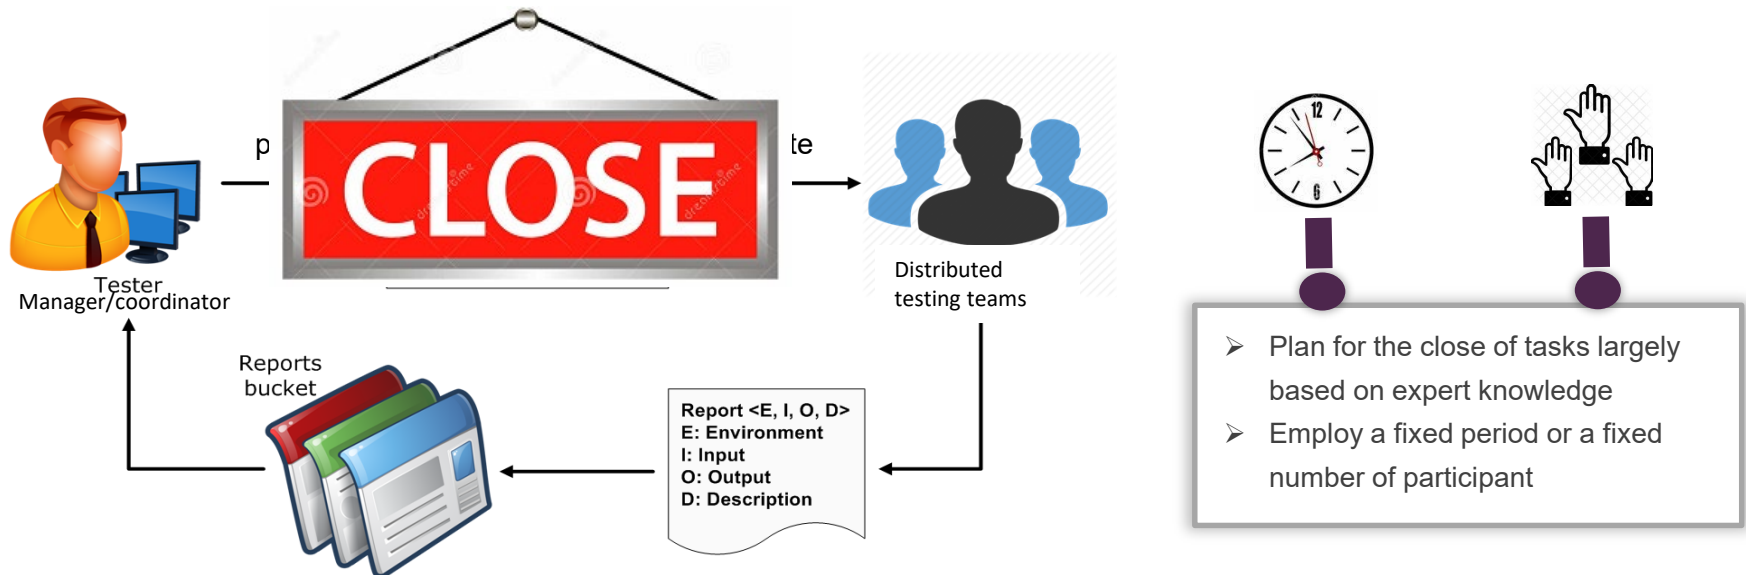 CLOSE
dreamstime
Tester
Manager/coordinator
Distributed
testing teams
Reports
bucket
Report <E, I, O, D>
E: Environment
I: Input
O: Output
D: Description
12
6
➢ Plan for the close of tasks largely
based on expert knowledge
➢ Employ a fixed period or a fixed
number of participant